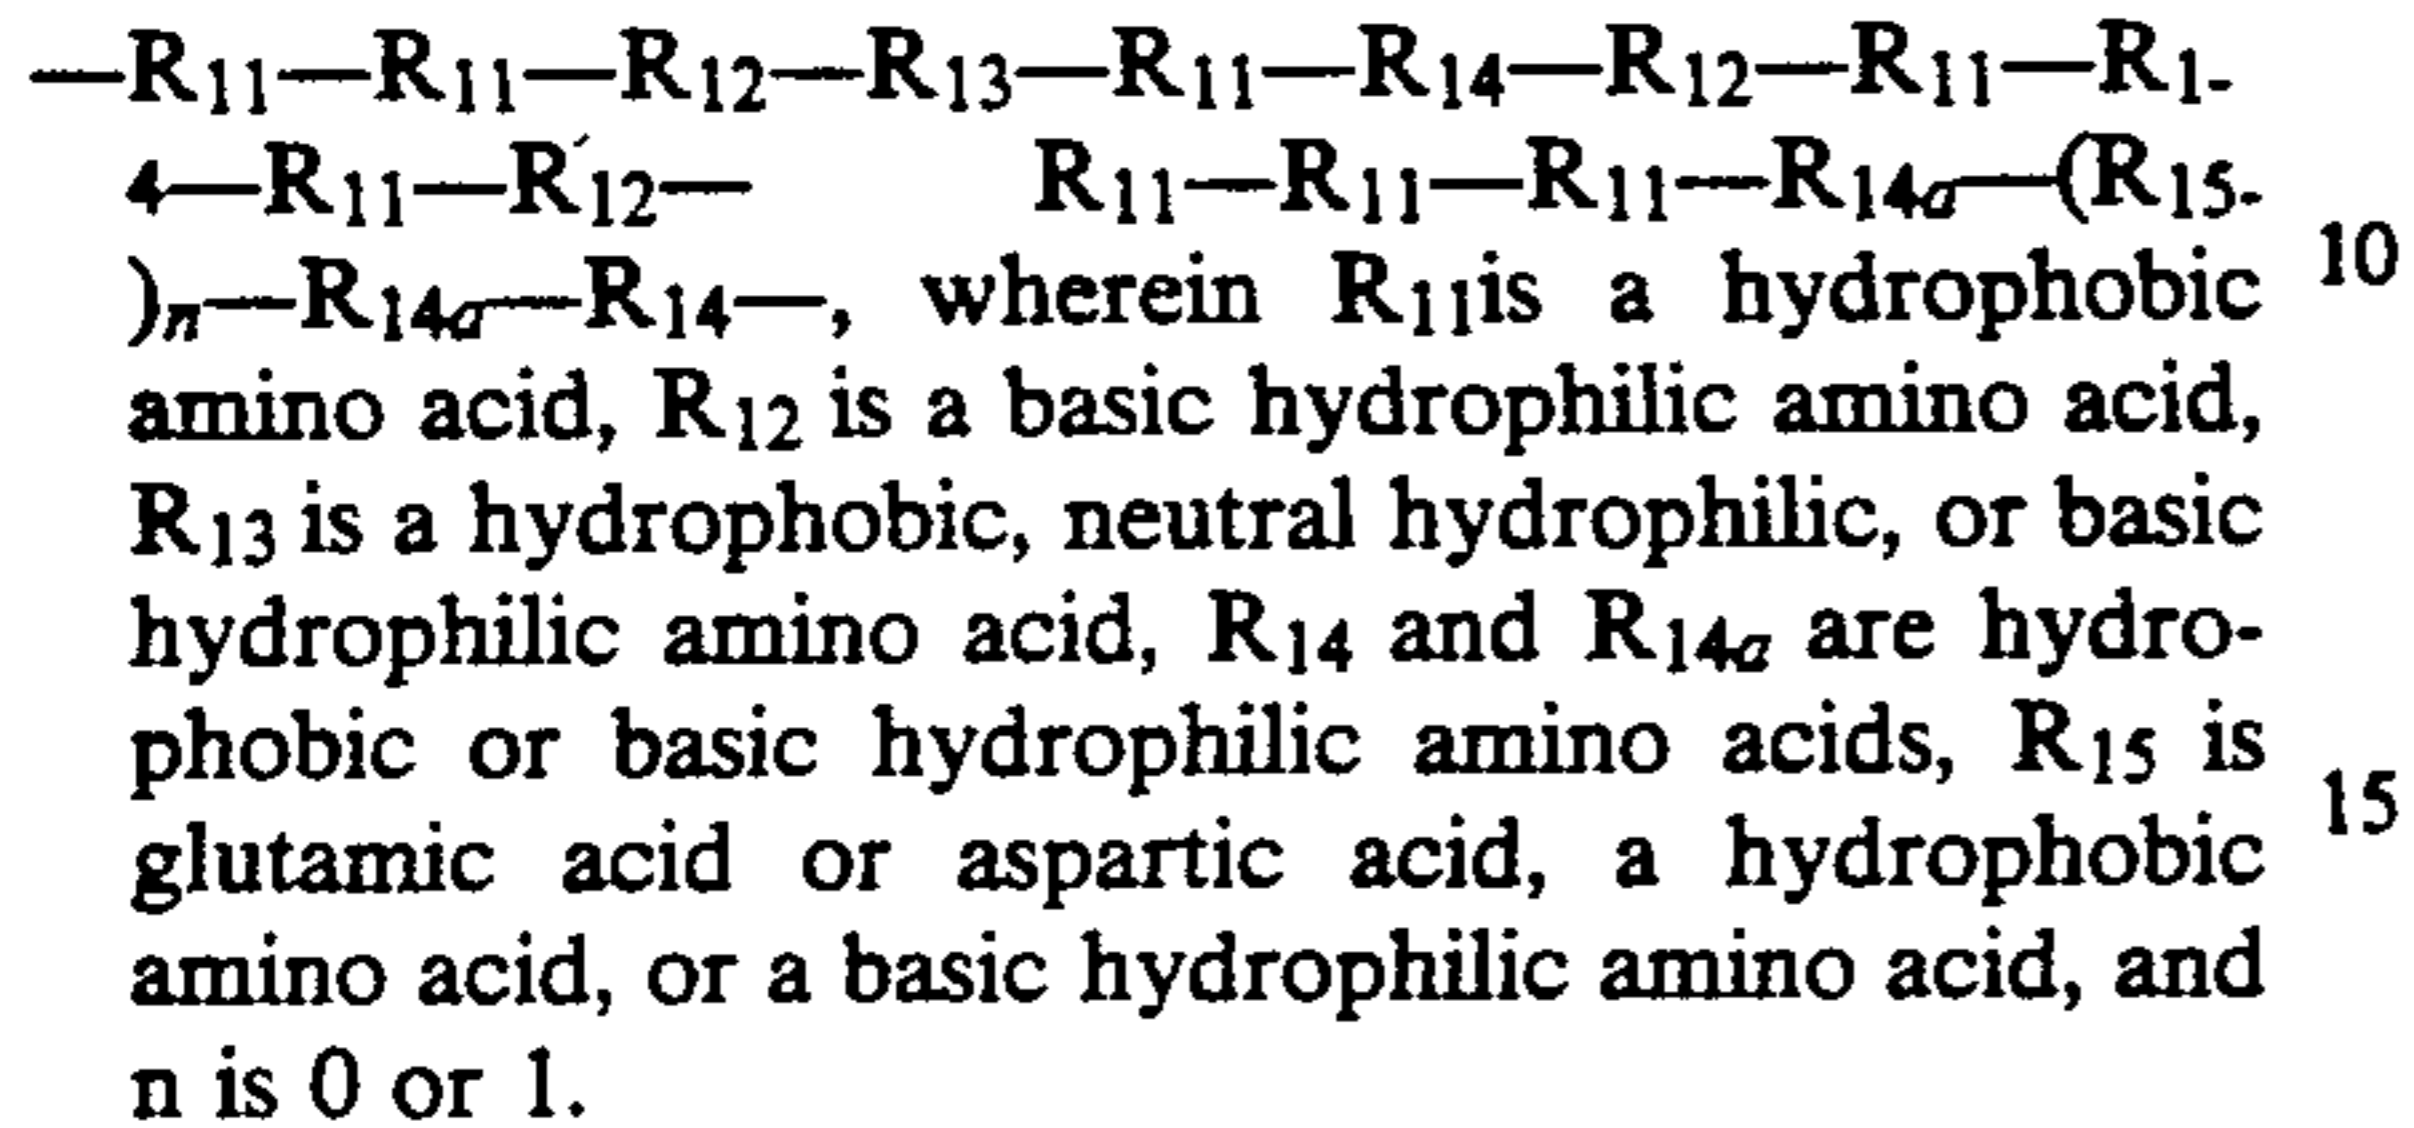 —R11—R11—R12—R13—R11—R14—R12—R11—R1-
4—R11—R12— R11—R11—R11—R14a—(R15-
)n—R14a—R14—, wherein R11is a hydrophobic 10
amino acid, R12 is a basic hydrophilic amino acid,
R13 is a hydrophobic, neutral hydrophilic, or basic
hydrophilic amino acid, R14 and R14a are hydro-
phobic or basic hydrophilic amino acids, R15 is
glutamic acid or aspartic acid, a hydrophobic 15
amino acid, or a basic hydrophilic amino acid, and
n is 0 or 1.